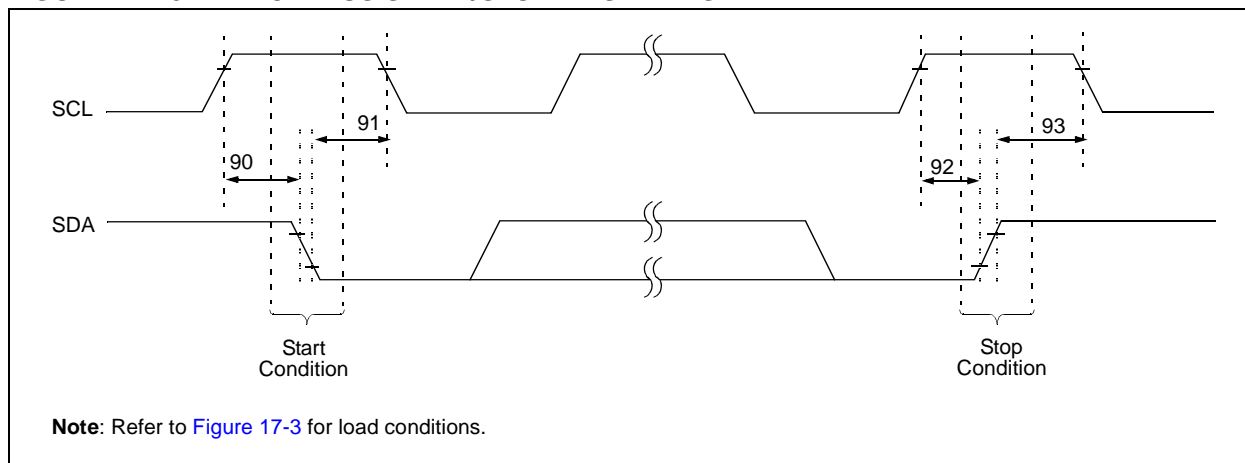 SCL
91
93
90
92
SDA
Start
Condition
Stop
Condition
Note: Refer to Figure 17-3 for load conditions.